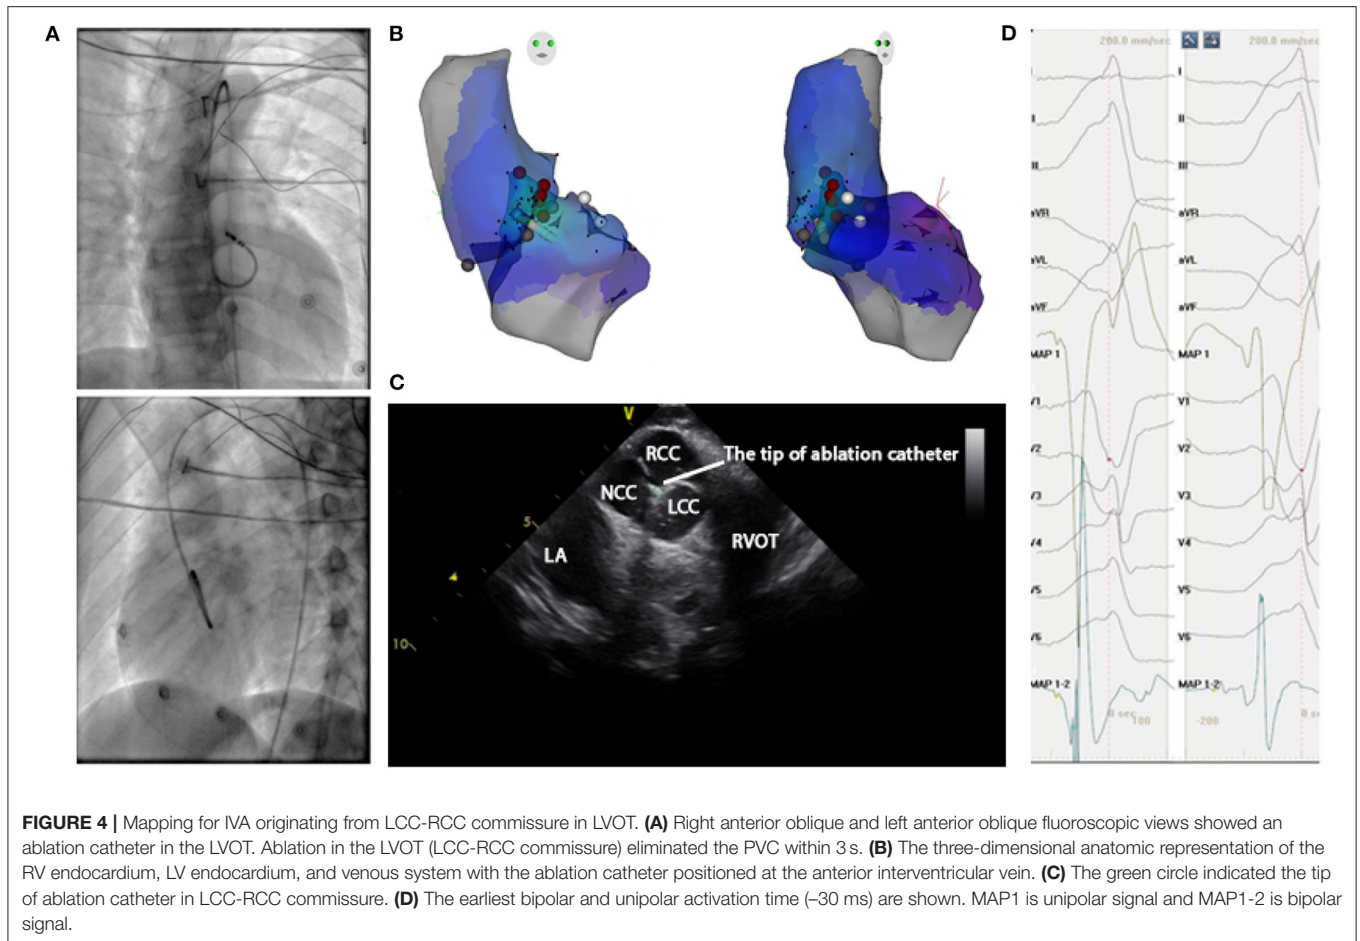 A
B
D
200.0 mm/sec
200.0 mm/sec
I
I
II
II
III
aVR
aVR
aVL
aVL
aVF
aVF
MAP 1
MAP 1
V1
V1
V2
V2
V3
V3
V4
V4
V5
V5
V6
V6
MAP 1-2
MAP 1-2
0 sec
100
-200
C
V
RCC
The tip of ablation catheter
NCC
LCC
5
LA
RVOT
10
FIGURE 4 | Mapping for IVA originating from LCC-RCC commissure in LVOT. (A) Right anterior oblique and left anterior oblique fluoroscopic views showed an
ablation catheter in the LVOT. Ablation in the LVOT (LCC-RCC commissure) eliminated the PVC within 3 s. (B) The three-dimensional anatomic representation of the
RV endocardium, LV endocardium, and venous system with the ablation catheter positioned at the anterior interventricular vein. (C) The green circle indicated the tip
of ablation catheter in LCC-RCC commissure. (D) The earliest bipolar and unipolar activation time (–30 ms) are shown. MAP1 is unipolar signal and MAP1-2 is bipolar
signal.